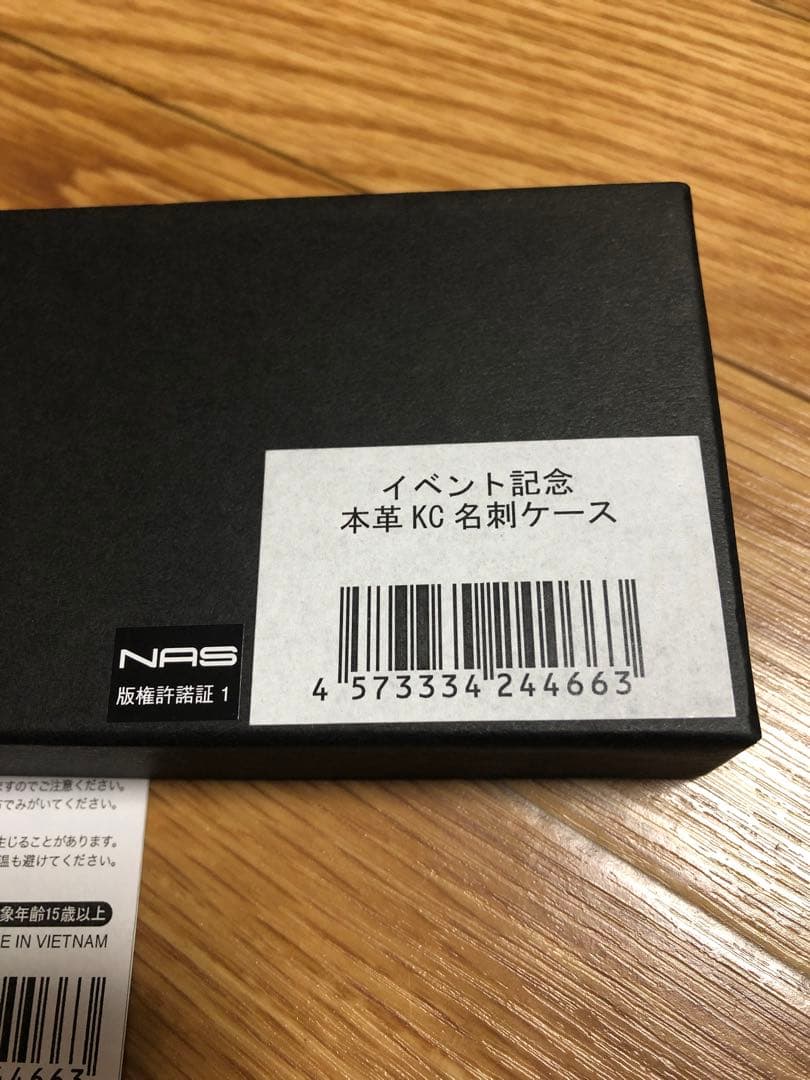 イベント記念
本革 KC 名刺ケース
4 573334 244663
NAS
版権許諾証 1
ますのでご注意ください。
でみがいてください。
生じることがあります。
温も避けてください。
象年齢15歳以上
E IN VIETNAM
44663